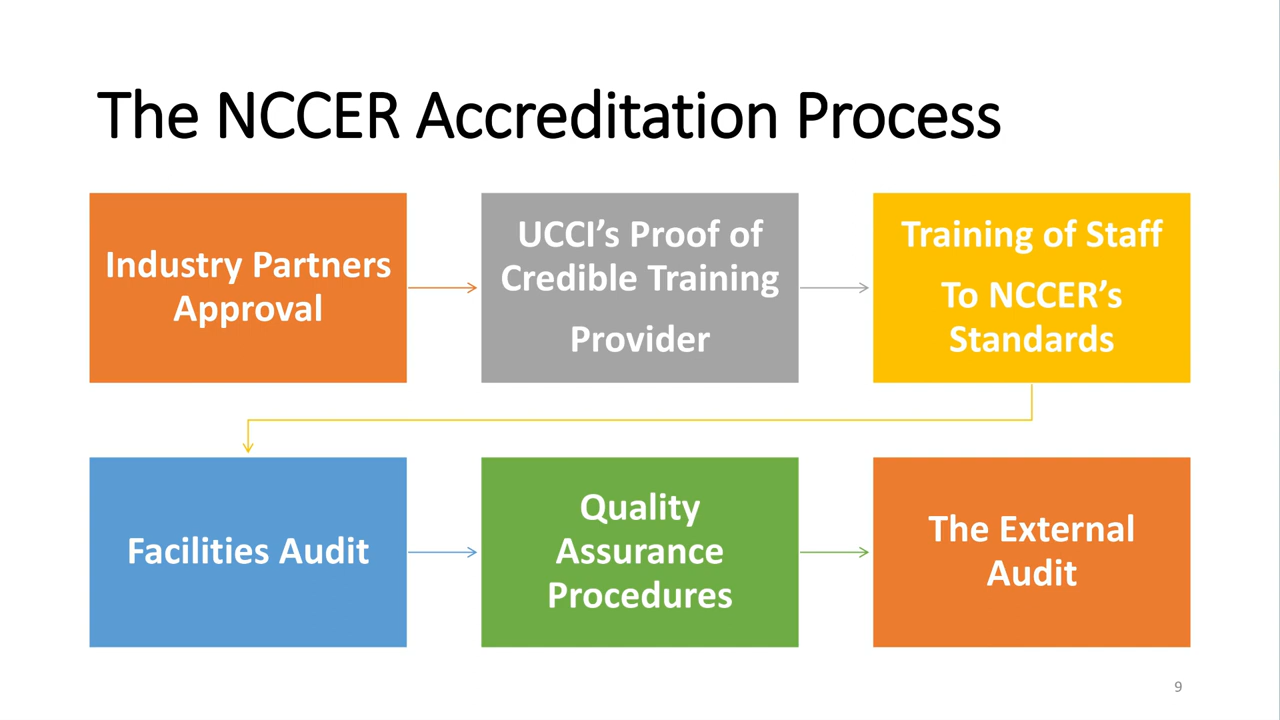 The NCCER Accreditation Process
Industry Partners
Approval
UCCI’s Proof of
Credible Training
Provider
Training of Staff
To NCCER’s
Standards
Facilities Audit
Quality
Assurance
Procedures
The External
Audit
9